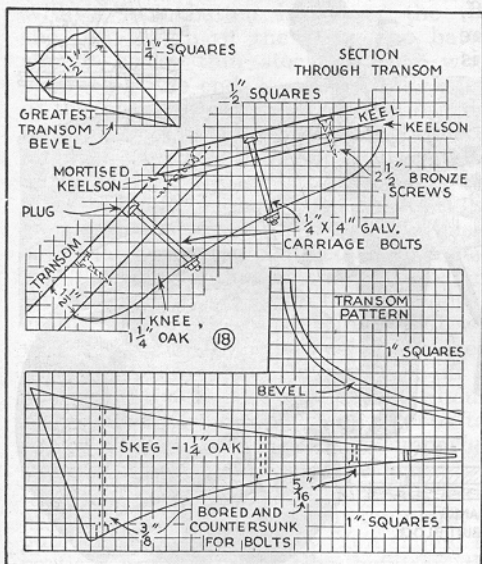 1/4" SQUARES
1 1/2"
GREATEST
TRANSOM
BEVEL
SECTION
THROUGH TRANSOM
1/2" SQUARES
KEEL
KEELSON
MORTISED
KEELSON
2 1/2" BRONZE
SCREWS
PLUG
1/4" X 4" GALV.
CARRIAGE BOLTS
TRANSOM
1 1/2"
KNEE
1 1/4" OAK
18
TRANSOM
PATTERN
1" SQUARES
BEVEL
SKEG - 1 1/4" OAK
5/16"
3/8"
BORED AND
COUNTERSUNK
FOR BOLTS
1" SQUARES